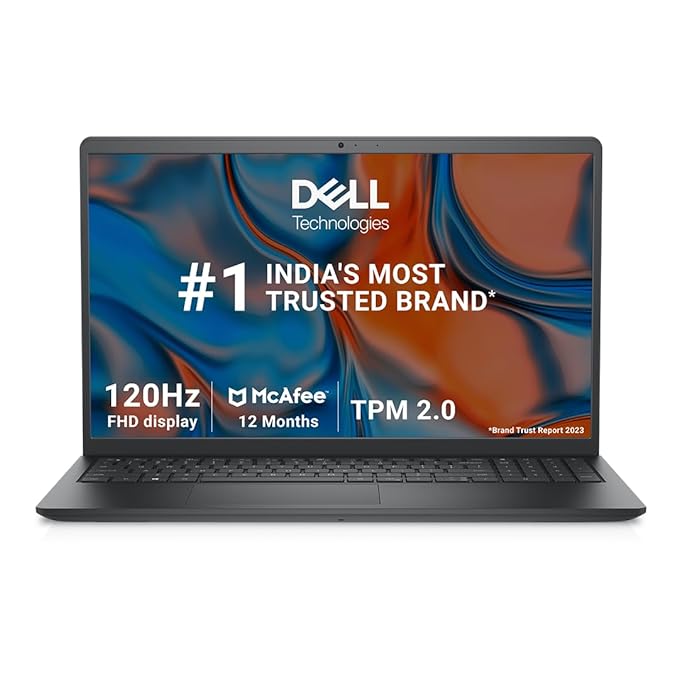 DELL
Technologies
#1 INDIA'S MOST
TRUSTED BRAND*
120Hz
FHD display
McAfee™
12 Months
TPM 2.0
*Brand Trust Report 2023